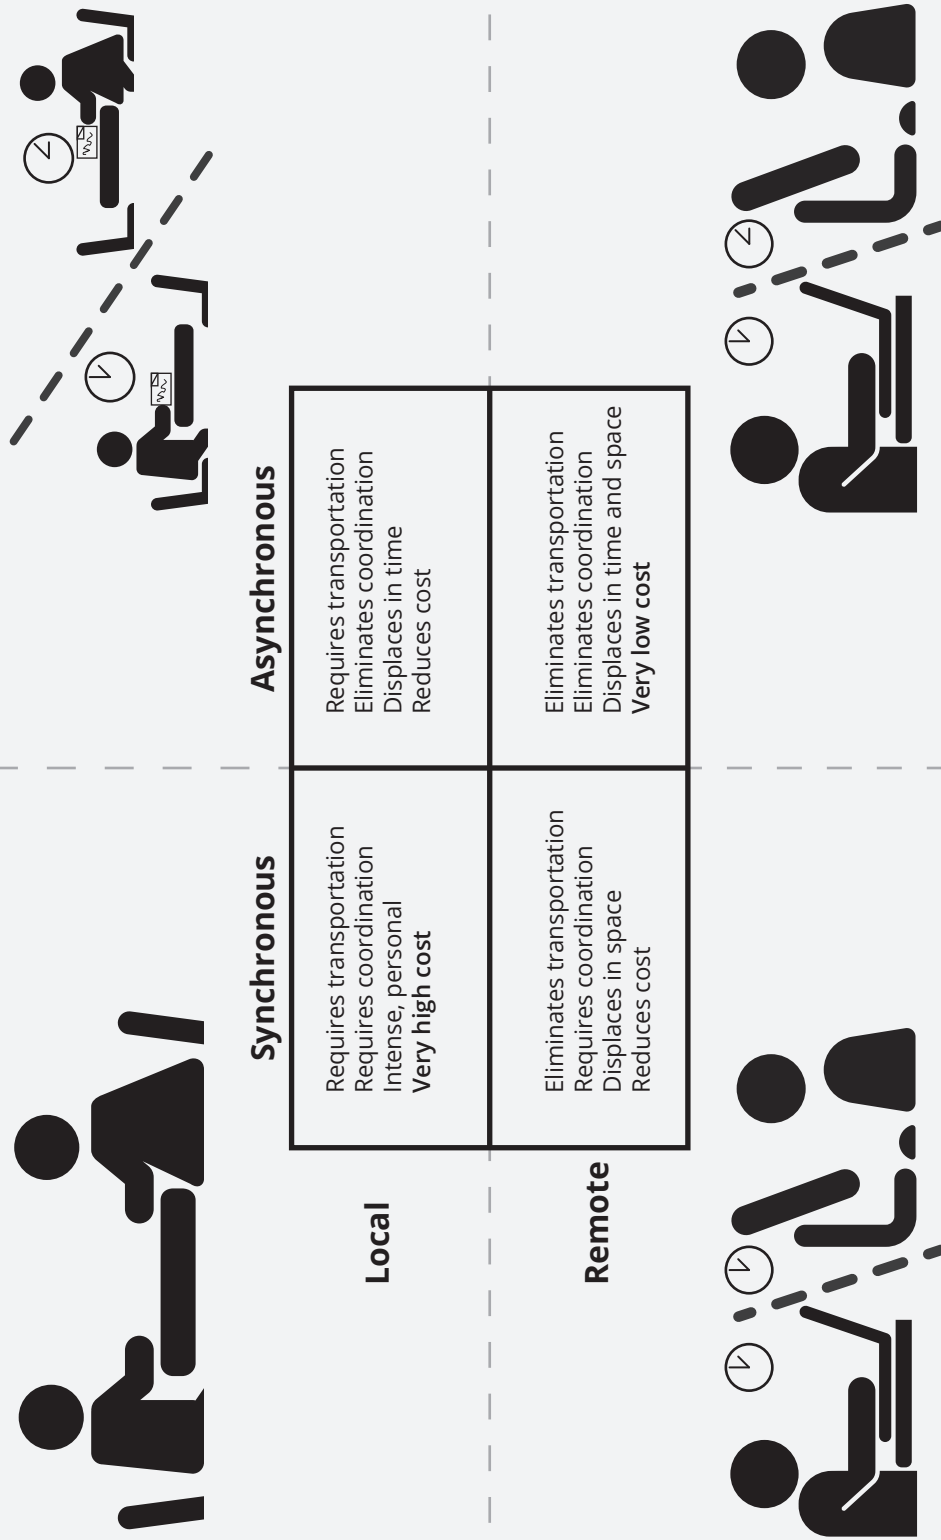 Synchronous
Asynchronous
Local
Requires transportation
Requires coordination
Intense, personal
Very high cost
Requires transportation
Eliminates coordination
Displaces in time
Reduces cost
Remote
Eliminates transportation
Requires coordination
Displaces in space
Reduces cost
Eliminates transportation
Eliminates coordination
Displaces in time and space
Very low cost